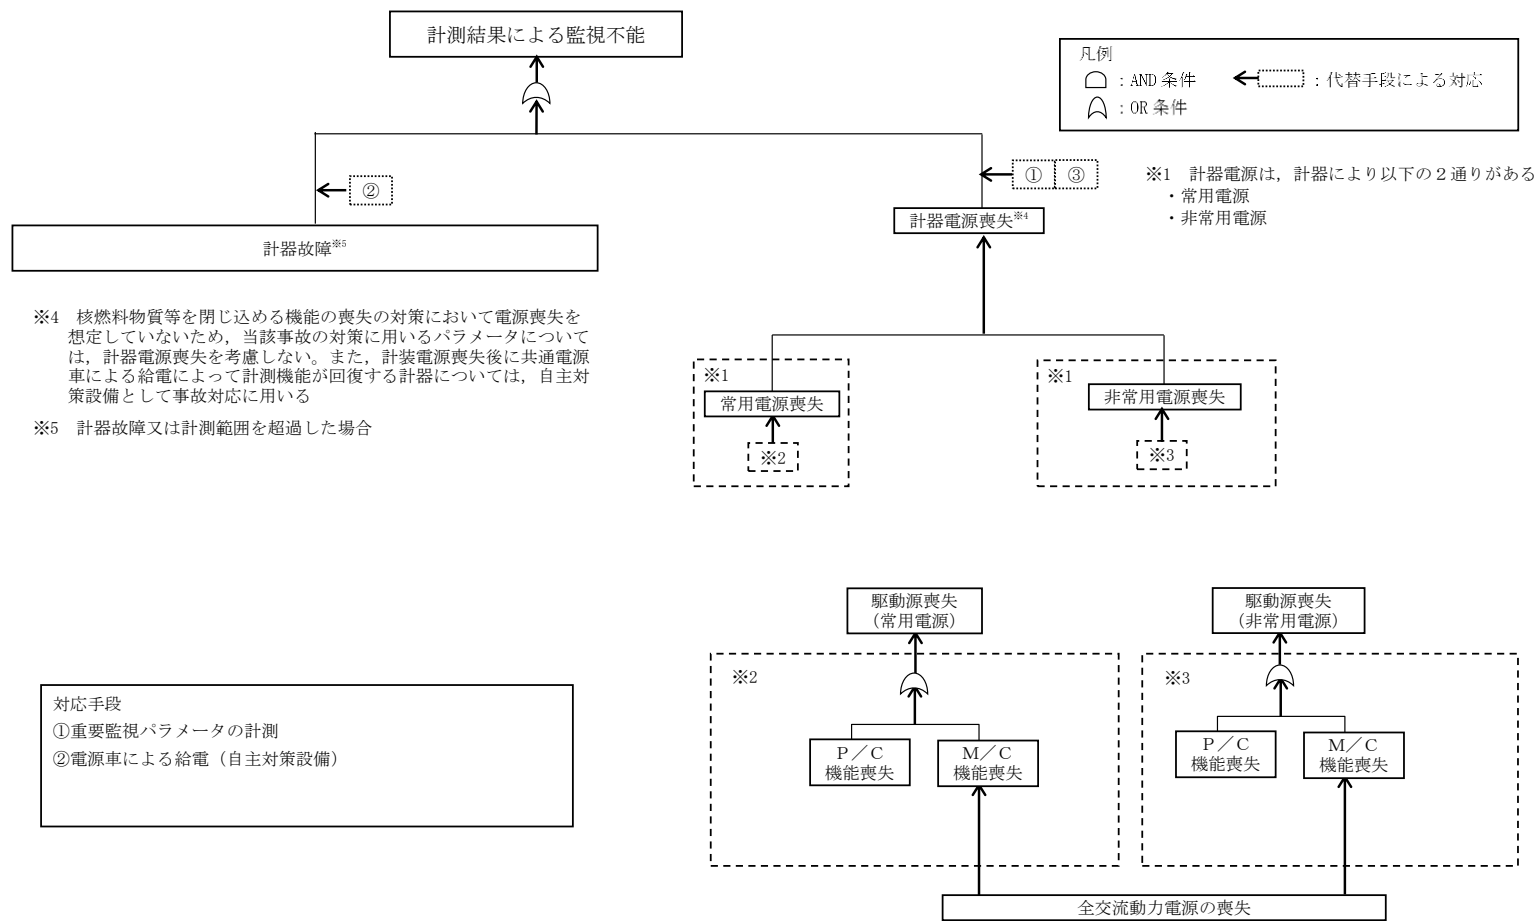 計測結果による監視不能
凡例
：AND 条件
：代替手段による対応
：OR 条件
②
① ③
※1 計器電源は，計器により以下の２通りがある
・常用電源
・非常用電源
計器故障※5
計器電源喪失※4
※4 核燃料物質等を閉じ込める機能の喪失の対策において電源喪失を
想定していないため，当該事故の対策に用いるパラメータについて
は，計器電源喪失を考慮しない。また，計装電源喪失後に共通電源
車による給電によって計測機能が回復する計器については，自主対
策設備として事故対応に用いる
※5 計器故障又は計測範囲を超過した場合
※1
常用電源喪失
※2
※1
非常用電源喪失
※3
駆動源喪失
（常用電源）
※2
Ｐ／Ｃ
機能喪失
Ｍ／Ｃ
機能喪失
駆動源喪失
（非常用電源）
※3
Ｐ／Ｃ
機能喪失
Ｍ／Ｃ
機能喪失
全交流動力電源の喪失
対応手段
①重要監視パラメータの計測
②電源車による給電（自主対策設備）